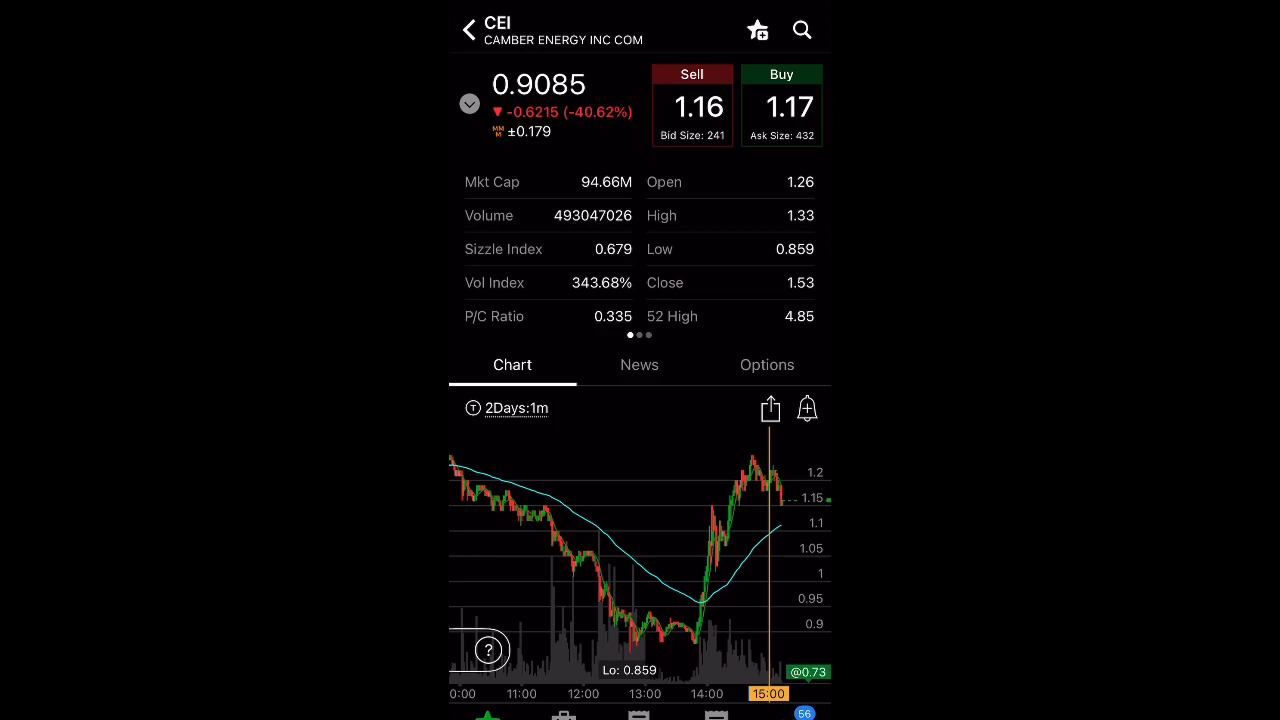 CEI
CAMBER ENERGY INC COM
0.9085
-0.6215 (-40.62%)
MM M ±0.179
Sell
1.16
Bid Size: 241
Buy
1.17
Ask Size: 432
Mkt Cap 94.66M Open 1.26
Volume 493047026 High 1.33
Sizzle Index 0.679 Low 0.859
Vol Index 343.68% Close 1.53
P/C Ratio 0.335 52 High 4.85
Chart News Options
T 2Days:1m
1.2
1.15
1.1
1.05
1
0.95
0.9
?
Lo: 0.859
@0.73
0:00 11:00 12:00 13:00 14:00 15:00
56